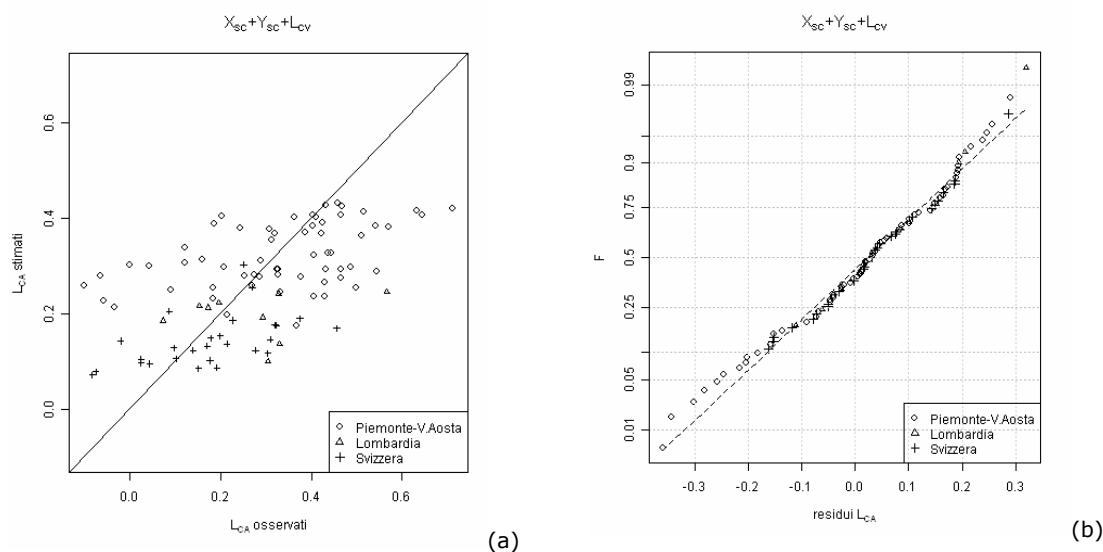 X_sc+Y_sc+L_cv
L_CA stimati
0.6
0.4
0.2
0.0
0.0 0.2 0.4 0.6
L_CA osservati
Piemonte-V.Aosta
Lombardia
Svizzera
(a)
X_sc+Y_sc+L_cv
F
0.99
0.9
0.75
0.5
0.25
0.05
0.01
-0.3 -0.2 -0.1 0.0 0.1 0.2 0.3
residui L_CA
Piemonte-V.Aosta
Lombardia
Svizzera
(b)